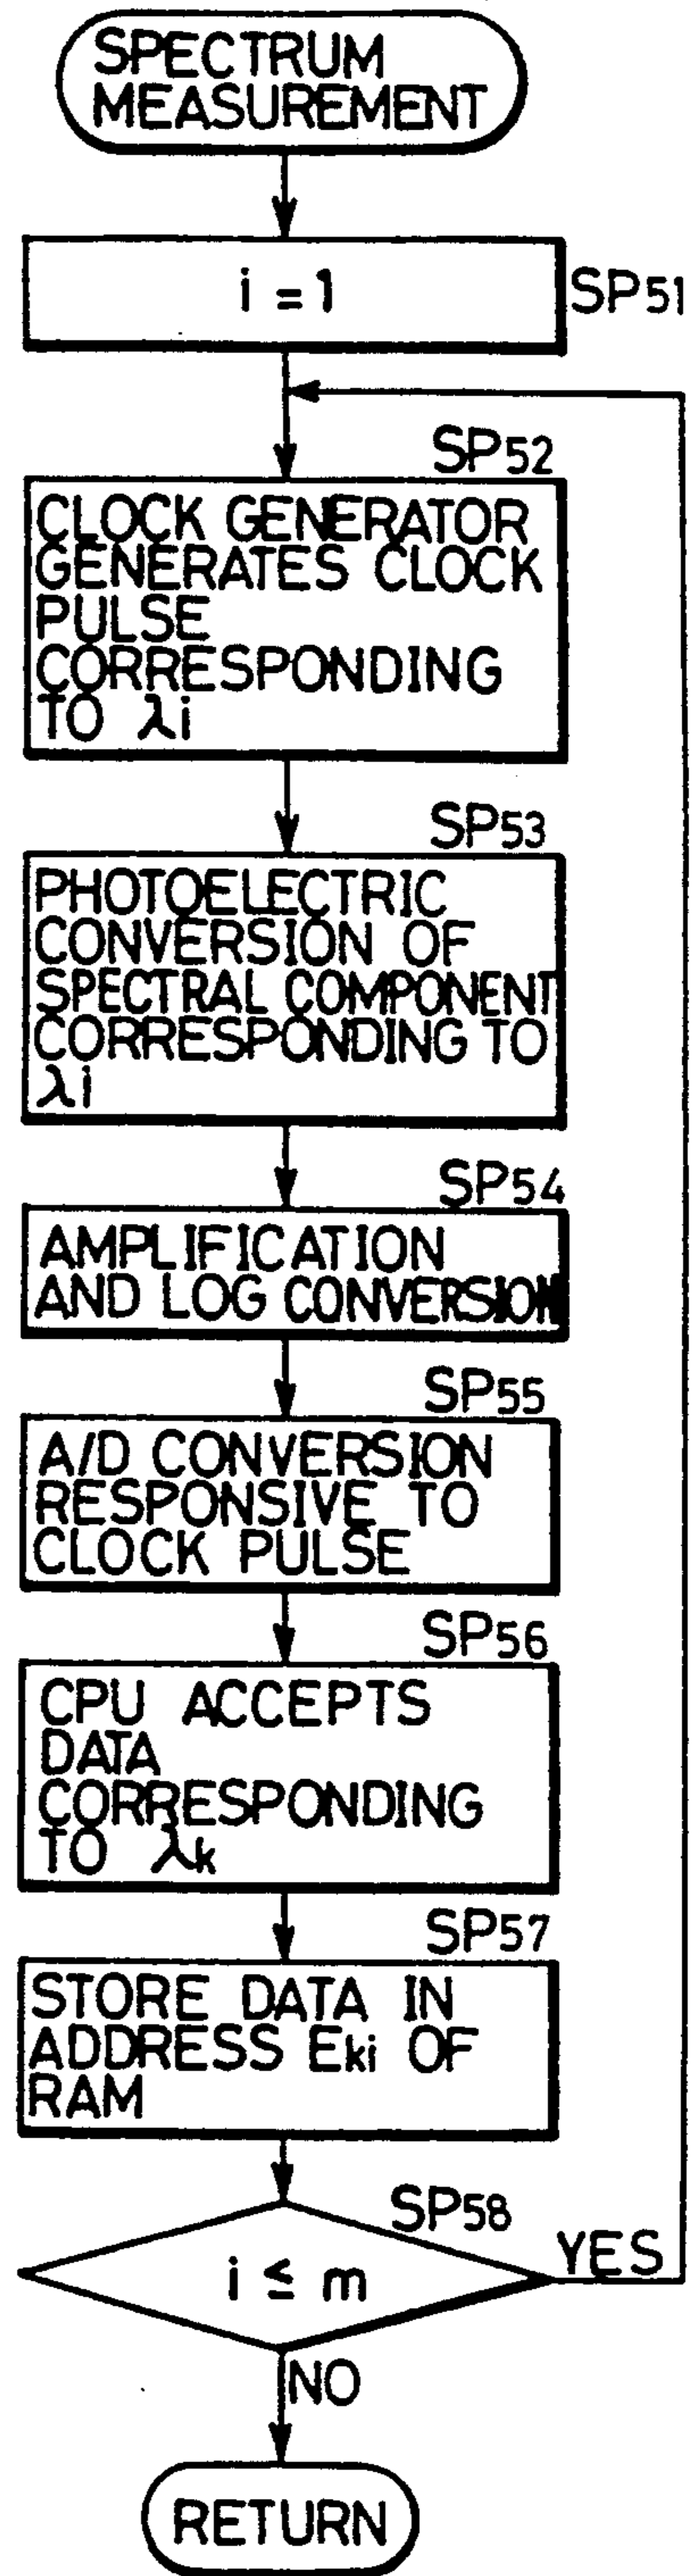 SPECTRUM
MEASUREMENT
i = 1
SP51
SP52
CLOCK GENERATOR
GENERATES CLOCK
PULSE
CORRESPONDING
TO λi
SP53
PHOTOELECTRIC
CONVERSION OF
SPECTRAL COMPONENT
CORRESPONDING TO
λi
SP54
AMPLIFICATION
AND LOG CONVERSION
SP55
A/D CONVERSION
RESPONSIVE TO
CLOCK PULSE
SP56
CPU ACCEPTS
DATA
CORRESPONDING
TO λk
SP57
STORE DATA IN
ADDRESS Eki OF
RAM
SP58
i ≤ m
YES
NO
RETURN